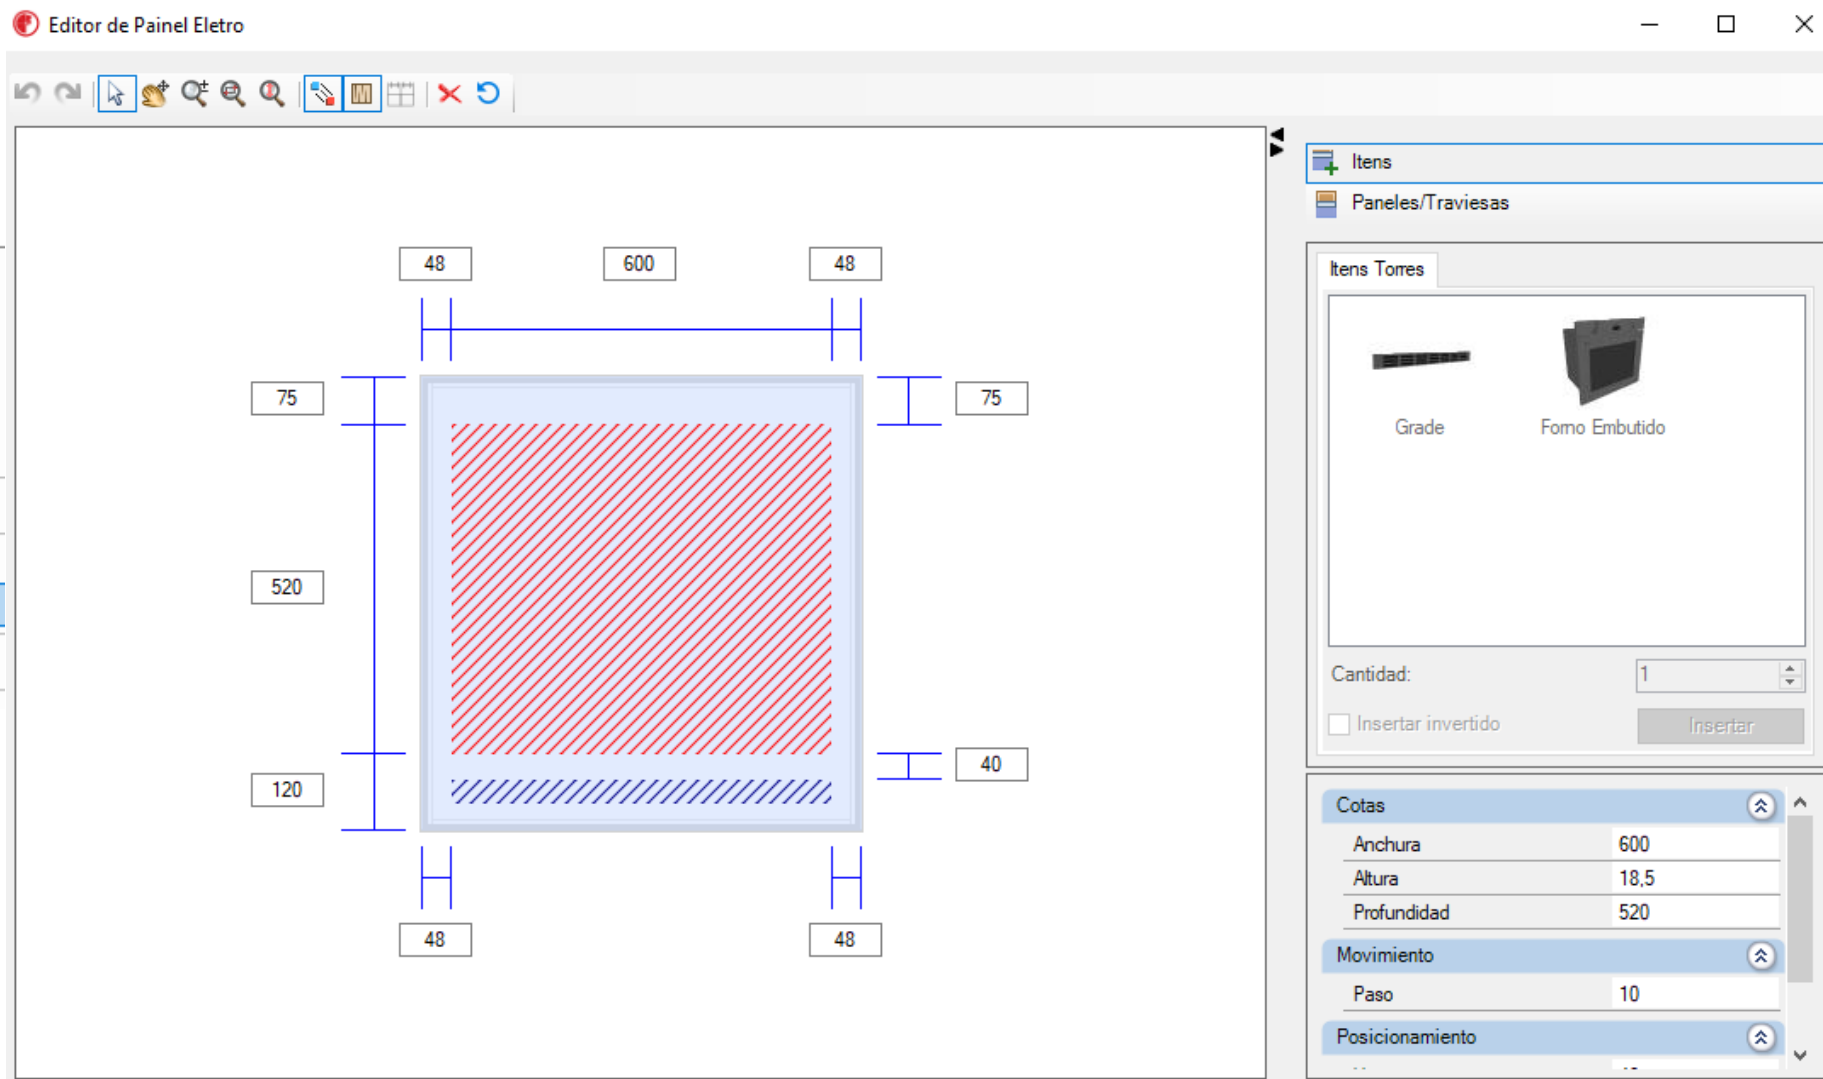 Editor de Painel Eletro
Itens
Paneles/Traviesas
Itens Torres
Grade
Forno Embutido
Cantidad:
1
Insertar invertido
Insertar
48
600
48
75
75
520
120
40
48
48
Cotas
Anchura
600
Altura
18,5
Profundidad
520
Movimiento
Paso
10
Posicionamiento